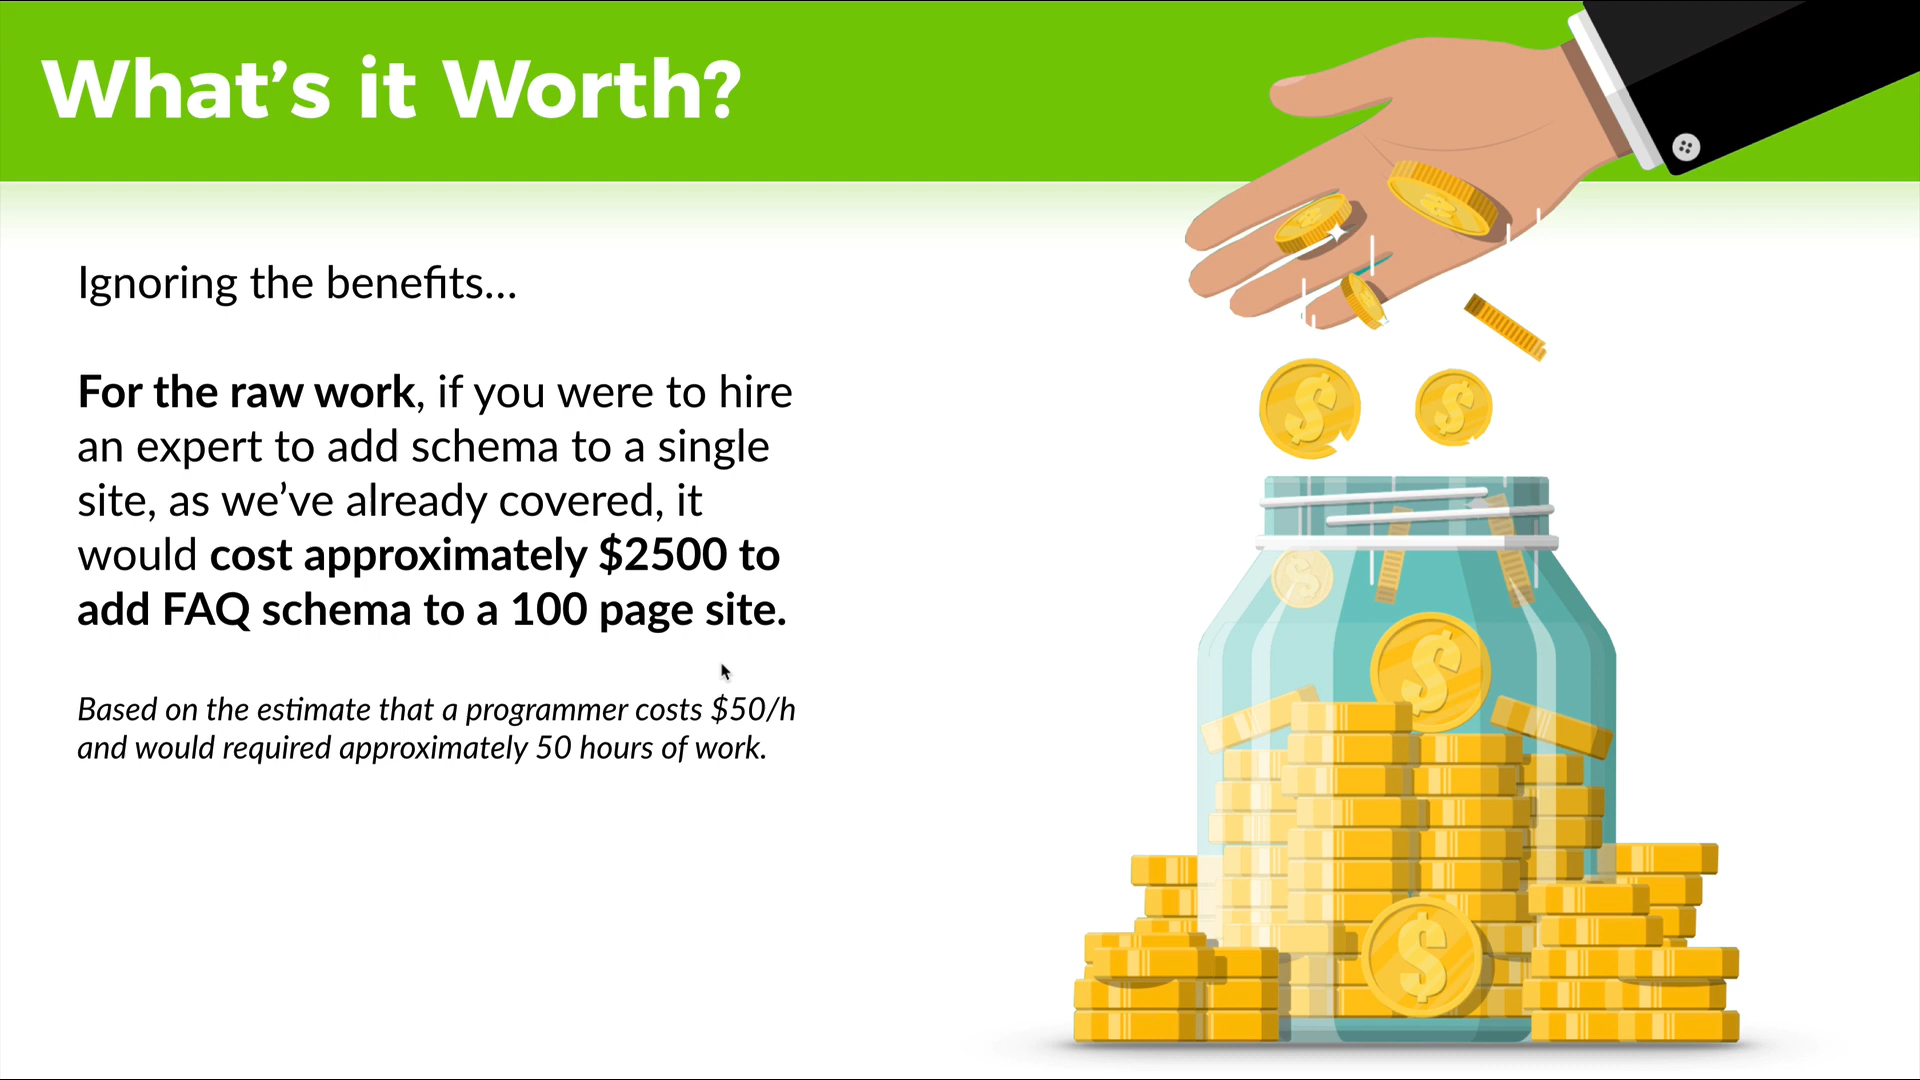 What’s it Worth?
Ignoring the benefits...
For the raw work, if you were to hire
an expert to add schema to a single
site, as we’ve already covered, it
would cost approximately $2500 to
add FAQ schema to a 100 page site.
Based on the estimate that a programmer costs $50/h
and would required approximately 50 hours of work.